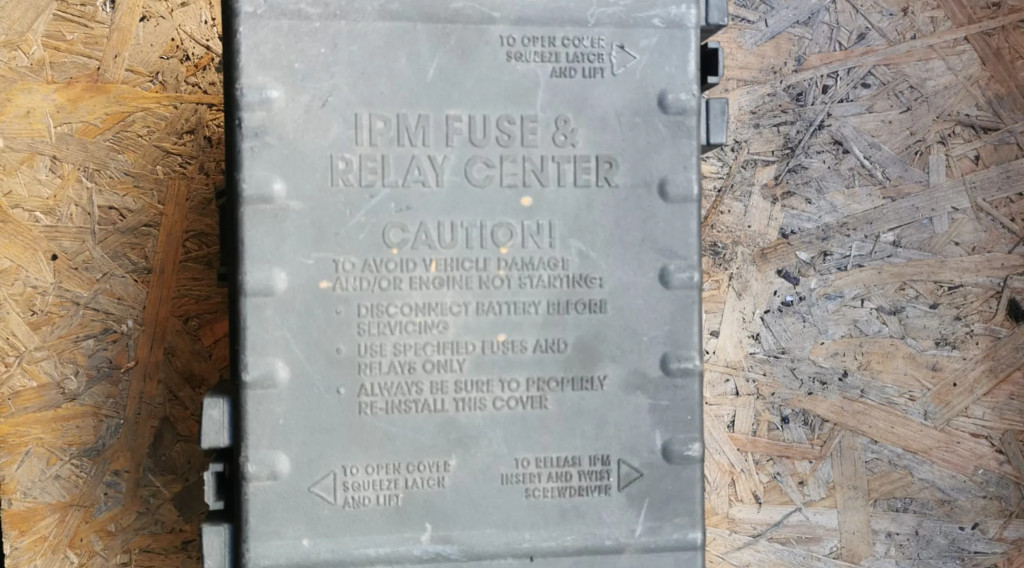 TO OPEN COVER
SQUEEZE LATCH
AND LIFT
IPM FUSE &
RELAY CENTER
CAUTION!
TO AVOID VEHICLE DAMAGE
AND/OR ENGINE NOT STARTING:
• DISCONNECT BATTERY BEFORE
SERVICING
• USE SPECIFIED FUSES AND
RELAYS ONLY
• ALWAYS BE SURE TO PROPERLY
RE-INSTALL THIS COVER
TO OPEN COVER
SQUEEZE LATCH
AND LIFT
TO RELEASE IPM
INSERT AND TWIST
SCREWDRIVER